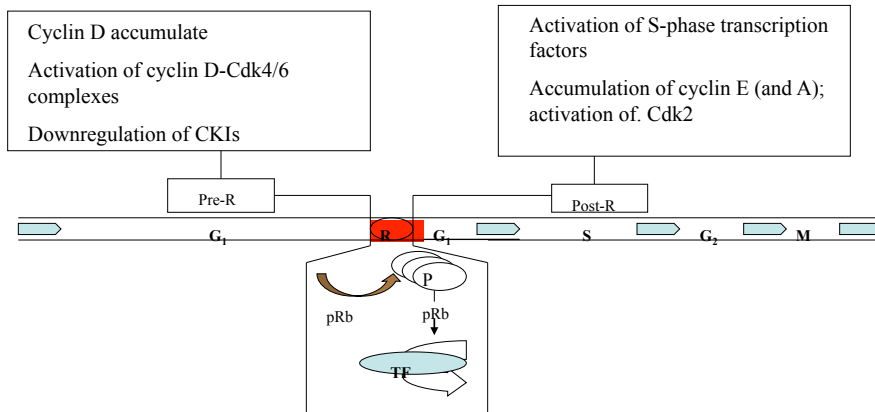 Cyclin D accumulate
Activation of cyclin D-Cdk4/6
complexes
Downregulation of CKIs
Activation of S-phase transcription
factors
Accumulation of cyclin E (and A);
activation of. Cdk2
Pre-R
Post-R
G₁ R G₁ S G₂ M
P
pRb pRb
TF